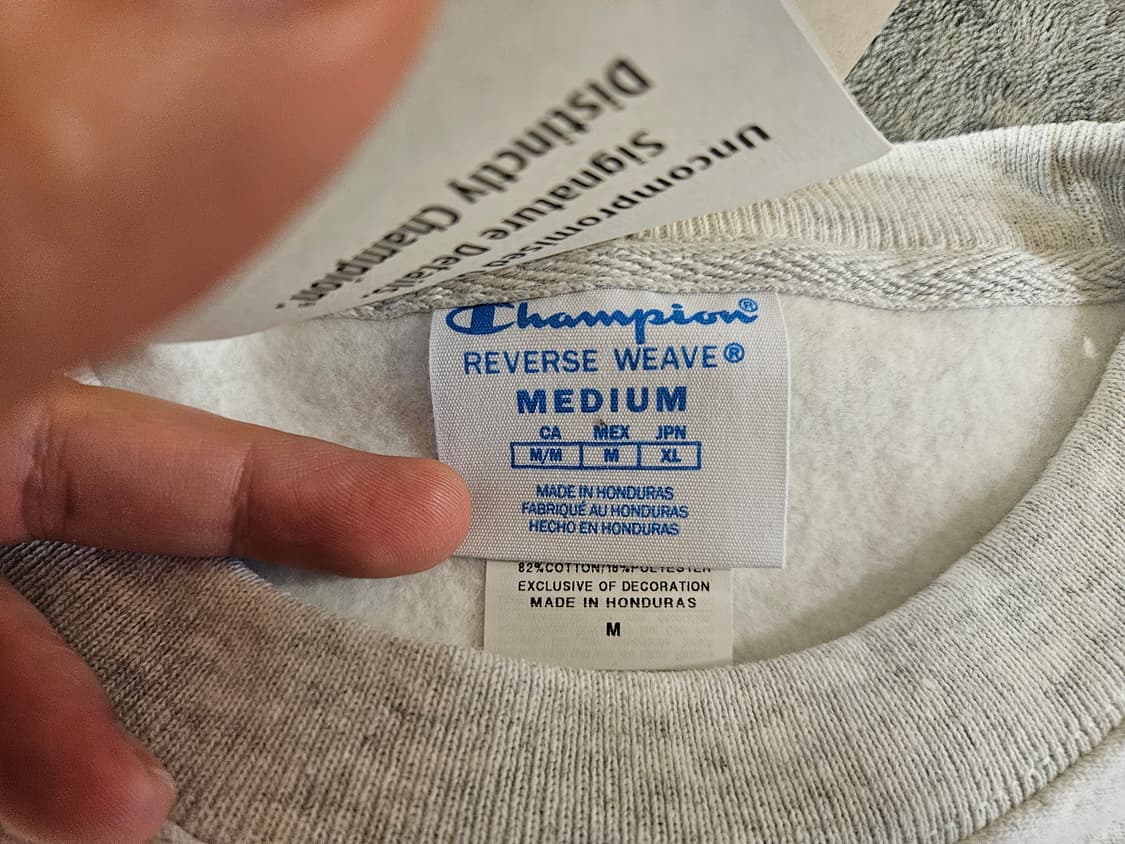 Distinctly Champion.
Signature Details.
Uncompromised
Champion®
REVERSE WEAVE®
MEDIUM
CA MEX JPN
M/M M XL
MADE IN HONDURAS
FABRIQUÉ AU HONDURAS
HECHO EN HONDURAS
82%COTTON/18%POLYESTER
EXCLUSIVE OF DECORATION
MADE IN HONDURAS
M